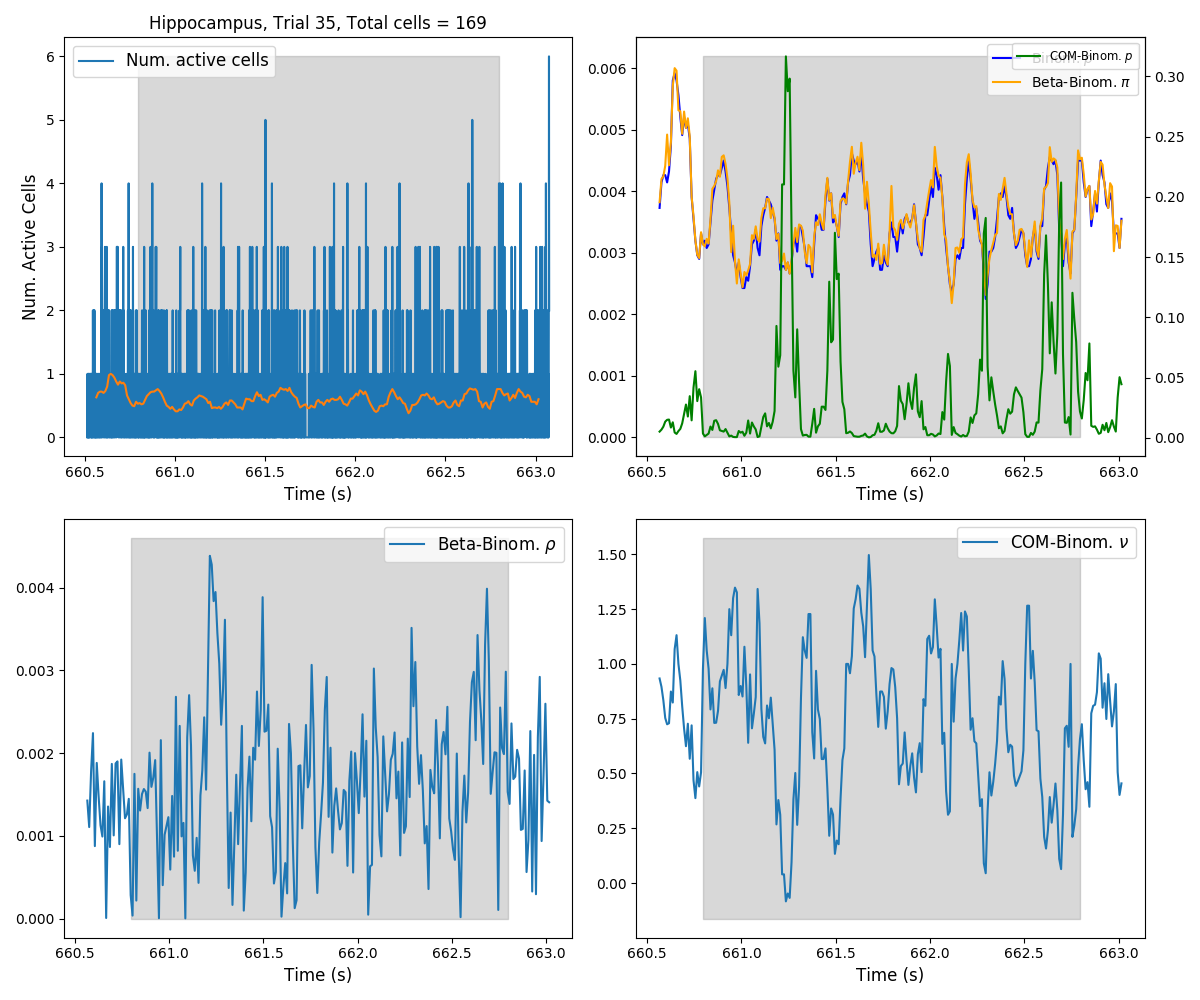 Hippocampus, Trial 35, Total cells = 169
Num. active cells
Num. Active Cells
6
5
4
3
2
1
0
660.5 661.0 661.5 662.0 662.5 663.0
Time (s)
COM-Binom. p
Beta-Binom. π
0.006
0.005
0.004
0.003
0.002
0.001
0.000
0.30
0.25
0.20
0.15
0.10
0.05
0.00
660.5 661.0 661.5 662.0 662.5 663.0
Time (s)
Beta-Binom. ρ
0.004
0.003
0.002
0.001
0.000
660.5 661.0 661.5 662.0 662.5 663.0
Time (s)
COM-Binom. ν
1.50
1.25
1.00
0.75
0.50
0.25
0.00
660.5 661.0 661.5 662.0 662.5 663.0
Time (s)